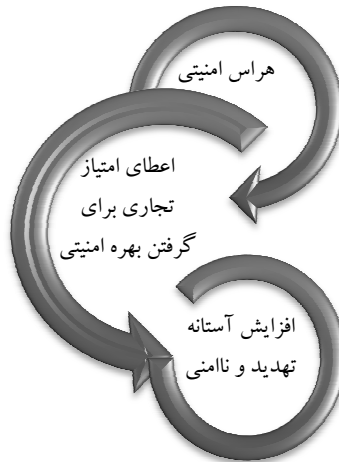 هراس امنیتی
اعطای امتیاز
تجاری برای
گرفتن بهره امنیتی
افزایش آستانه
تهدید و ناامنی